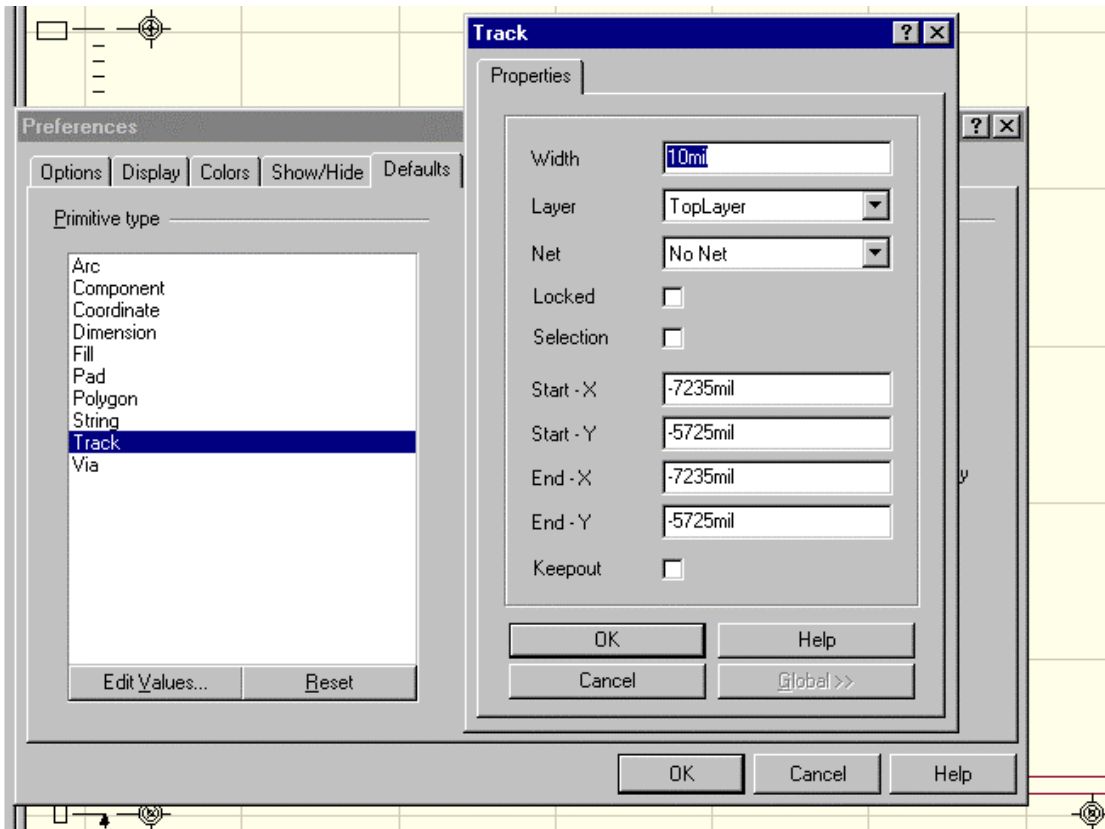 Track
Properties
Width 10mil
Layer TopLayer
Net No Net
Locked
Selection
Start - X -7235mil
Start - Y -5725mil
End - X -7235mil
End - Y -5725mil
Keepout
OK Help
Cancel Global >>
Preferences
Options Display Colors Show/Hide Defaults
Primitive type
Arc
Component
Coordinate
Dimension
Fill
Pad
Polygon
String
Track
Via
Edit Values... Reset
y
OK Cancel Help